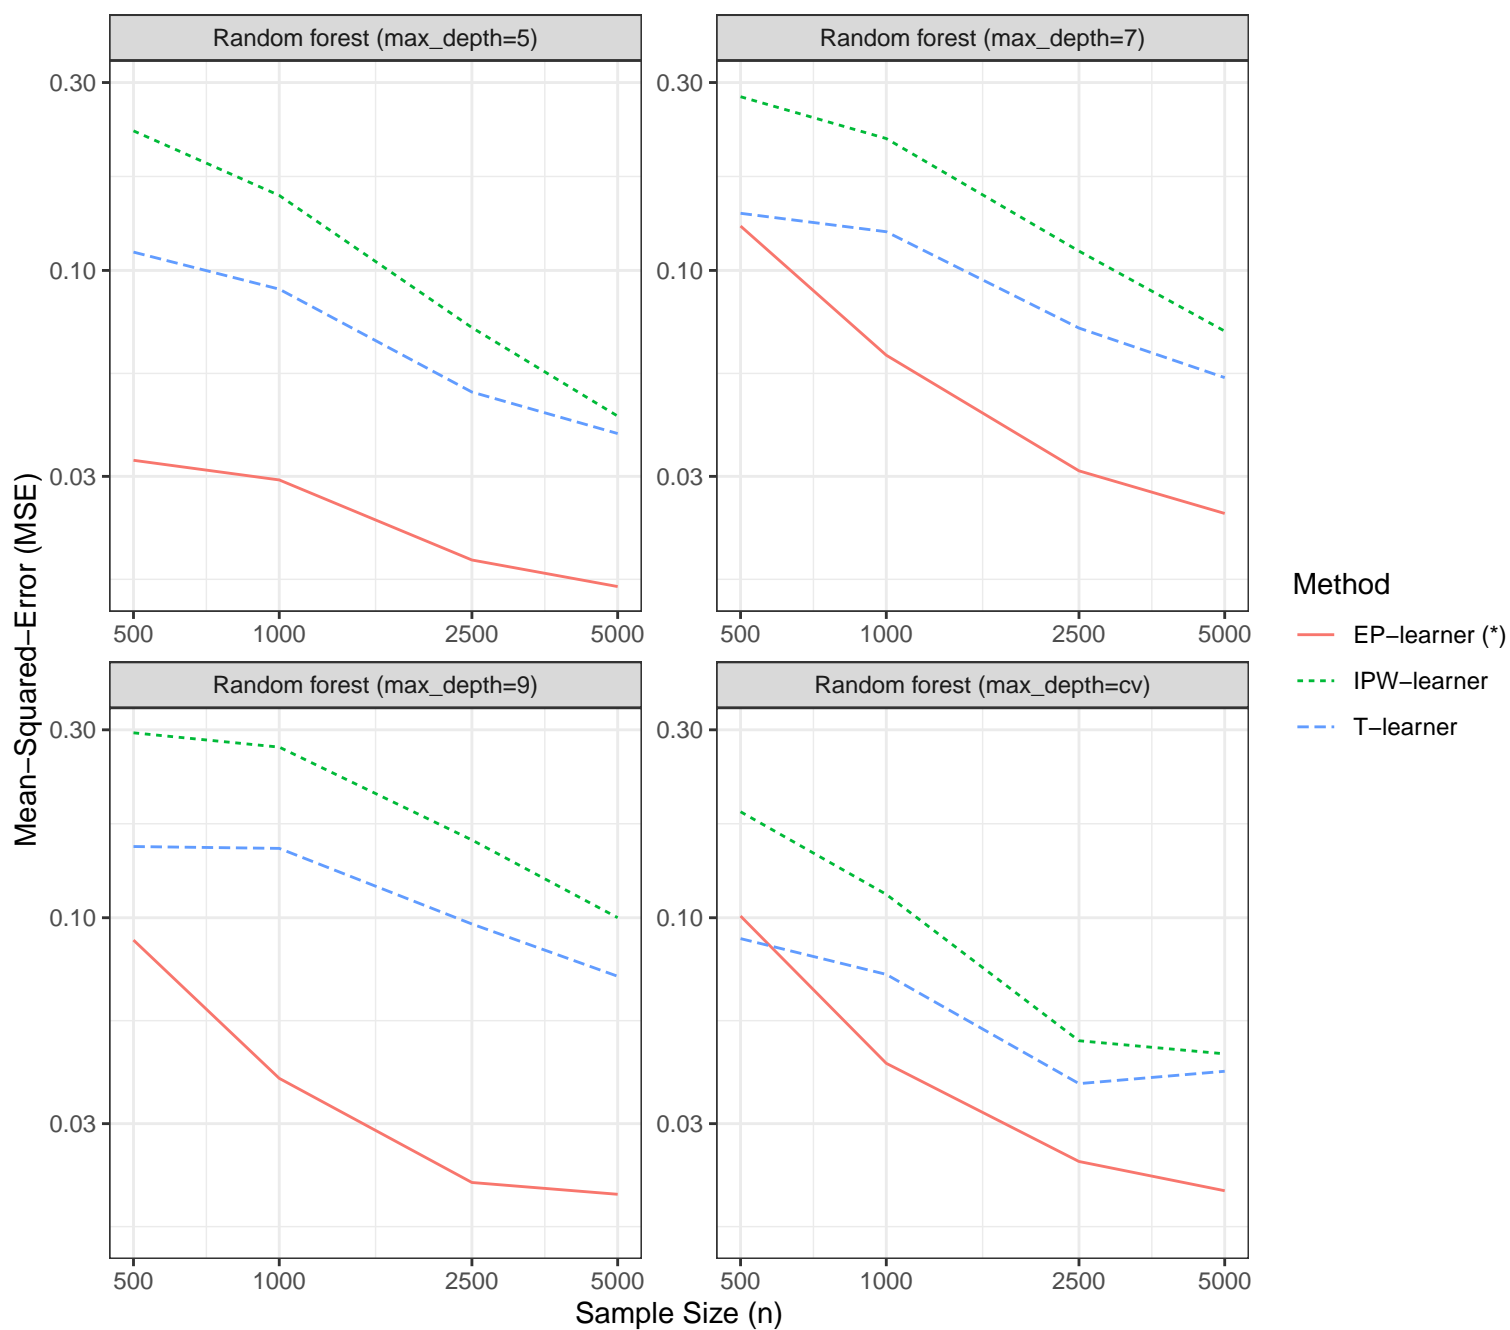 Random forest (max_depth=5)
Random forest (max_depth=7)
0.30
0.10
0.03
500
1000
2500
5000
0.30
0.10
0.03
500
1000
2500
5000
Random forest (max_depth=9)
Random forest (max_depth=cv)
0.30
0.10
0.03
500
1000
2500
5000
0.30
0.10
0.03
500
1000
2500
5000
Mean−Squared−Error (MSE)
Sample Size (n)
Method
EP−learner (*)
IPW−learner
T−learner